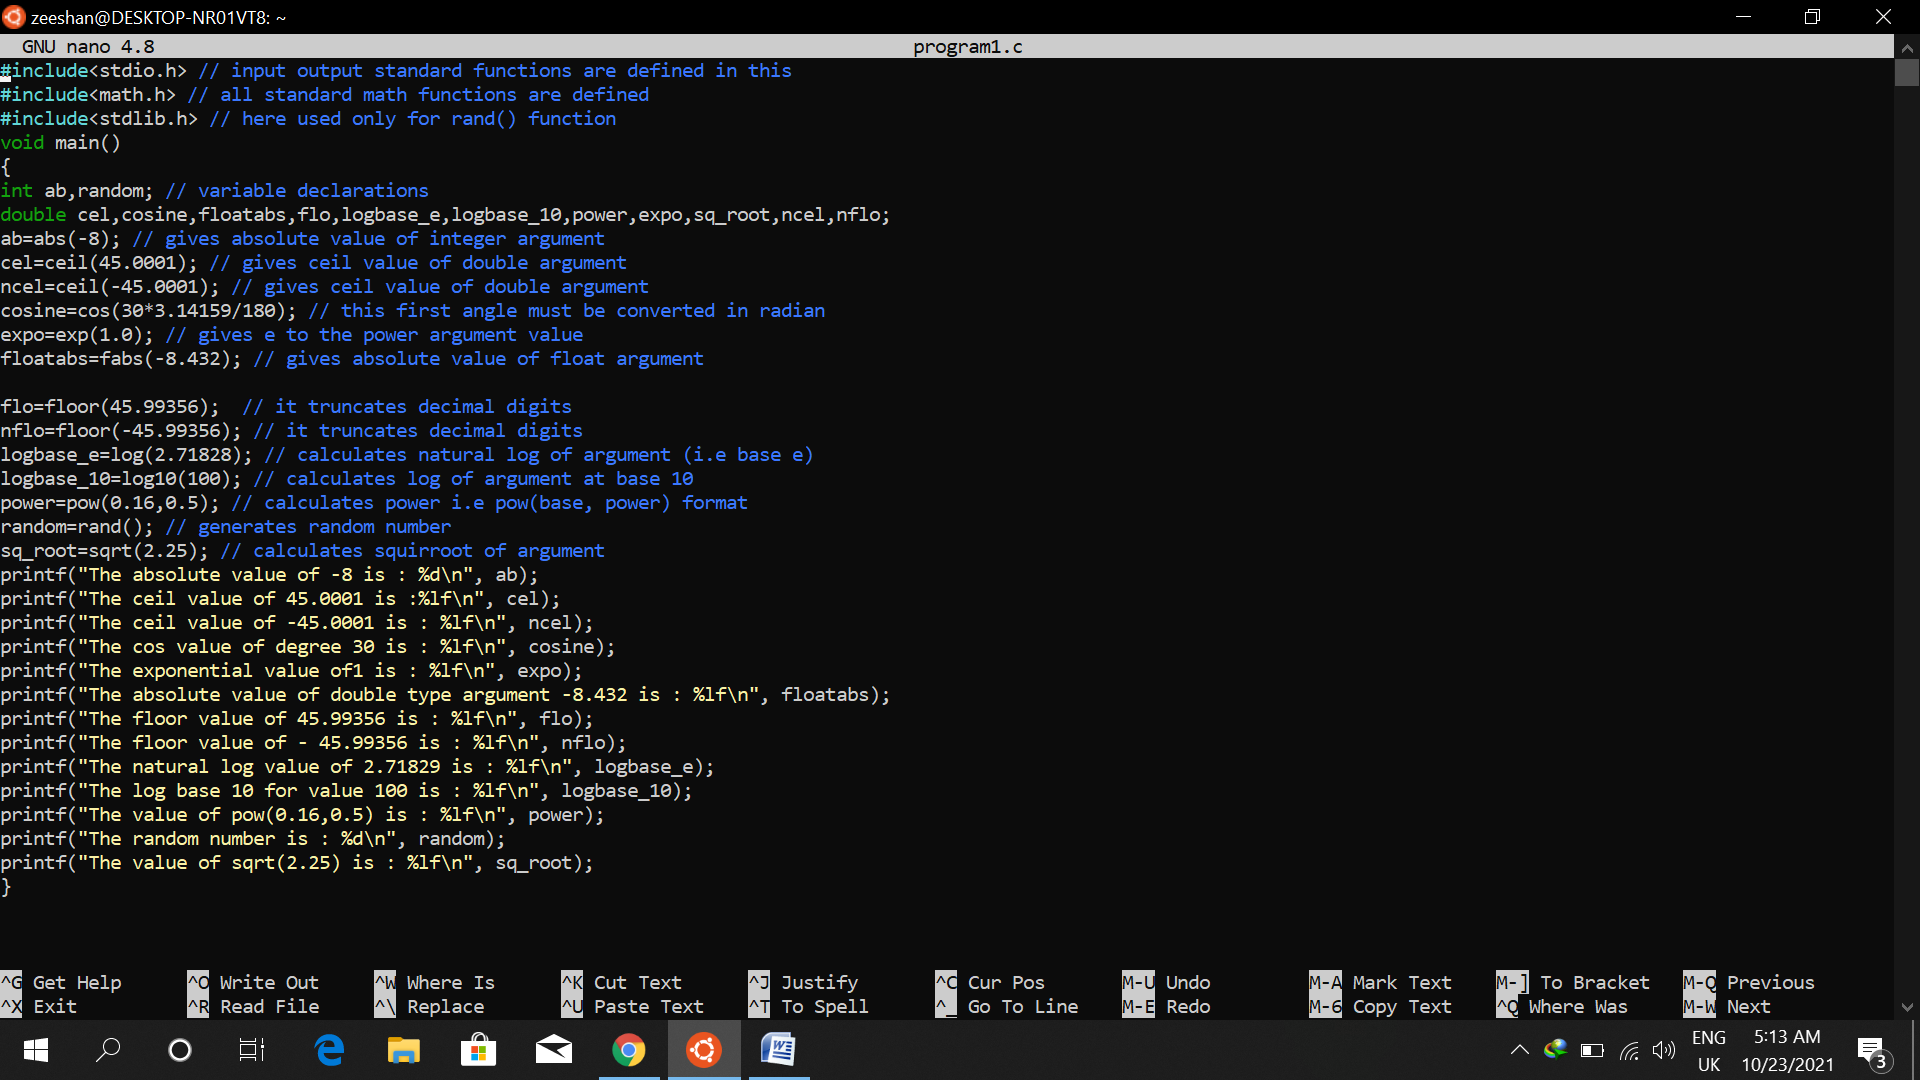 zeeshan@DESKTOP-NR01VT8: ~
GNU nano 4.8 program1.c
#include<stdio.h> // input output standard functions are defined in this
#include<math.h> // all standard math functions are defined
#include<stdlib.h> // here used only for rand() function
void main()
{
int ab,random; // variable declarations
double cel,cosine,floatabs,flo,logbase_e,logbase_10,power,expo,sq_root,ncel,nflo;
ab=abs(-8); // gives absolute value of integer argument
cel=ceil(45.0001); // gives ceil value of double argument
ncel=ceil(-45.0001); // gives ceil value of double argument
cosine=cos(30*3.14159/180); // this first angle must be converted in radian
expo=exp(1.0); // gives e to the power argument value
floatabs=fabs(-8.432); // gives absolute value of float argument
flo=floor(45.99356);  // it truncates decimal digits
nflo=floor(-45.99356); // it truncates decimal digits
logbase_e=log(2.71828); // calculates natural log of argument (i.e base e)
logbase_10=log10(100); // calculates log of argument at base 10
power=pow(0.16,0.5); // calculates power i.e pow(base, power) format
random=rand(); // generates random number
sq_root=sqrt(2.25); // calculates squirroot of argument
printf("The absolute value of -8 is : %d\n", ab);
printf("The ceil value of 45.0001 is :%lf\n", cel);
printf("The ceil value of -45.0001 is : %lf\n", ncel);
printf("The cos value of degree 30 is : %lf\n", cosine);
printf("The exponential value of1 is : %lf\n", expo);
printf("The absolute value of double type argument -8.432 is : %lf\n", floatabs);
printf("The floor value of 45.99356 is : %lf\n", flo);
printf("The floor value of - 45.99356 is : %lf\n", nflo);
printf("The natural log value of 2.71829 is : %lf\n", logbase_e);
printf("The log base 10 for value 100 is : %lf\n", logbase_10);
printf("The value of pow(0.16,0.5) is : %lf\n", power);
printf("The random number is : %d\n", random);
printf("The value of sqrt(2.25) is : %lf\n", sq_root);
}
^G Get Help ^O Write Out ^W Where Is ^K Cut Text ^J Justify ^C Cur Pos M-U Undo M-A Mark Text M-] To Bracket M-Q Previous
^X Exit ^R Read File ^\ Replace ^U Paste Text ^T To Spell ^_ Go To Line M-E Redo M-6 Copy Text ^Q Where Was M-W Next
ENG 5:13 AM
UK 10/23/2021 3